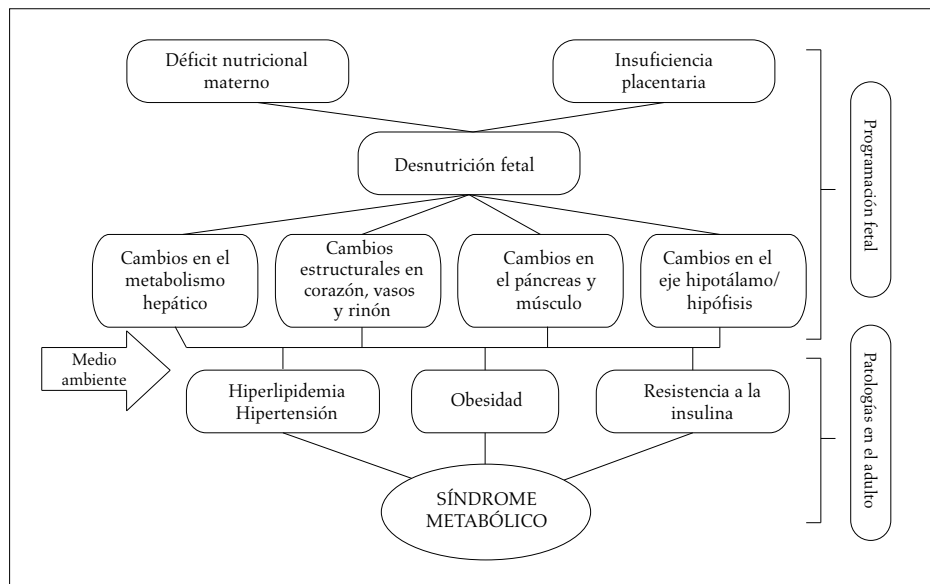 Déficit nutricional
materno
Insuficiencia
placentaria
Desnutrición fetal
Cambios en el
metabolismo
hepático
Cambios
estructurales en
corazón, vasos
y rinón
Cambios en
el páncreas y
músculo
Cambios en el
eje hipotálamo/
hipófisis
Medio
ambiente
Hiperlipidemia
Hipertensión
Obesidad
Resistencia a la
insulina
SÍNDROME
METABÓLICO
Programación fetal
Patologías en el adulto